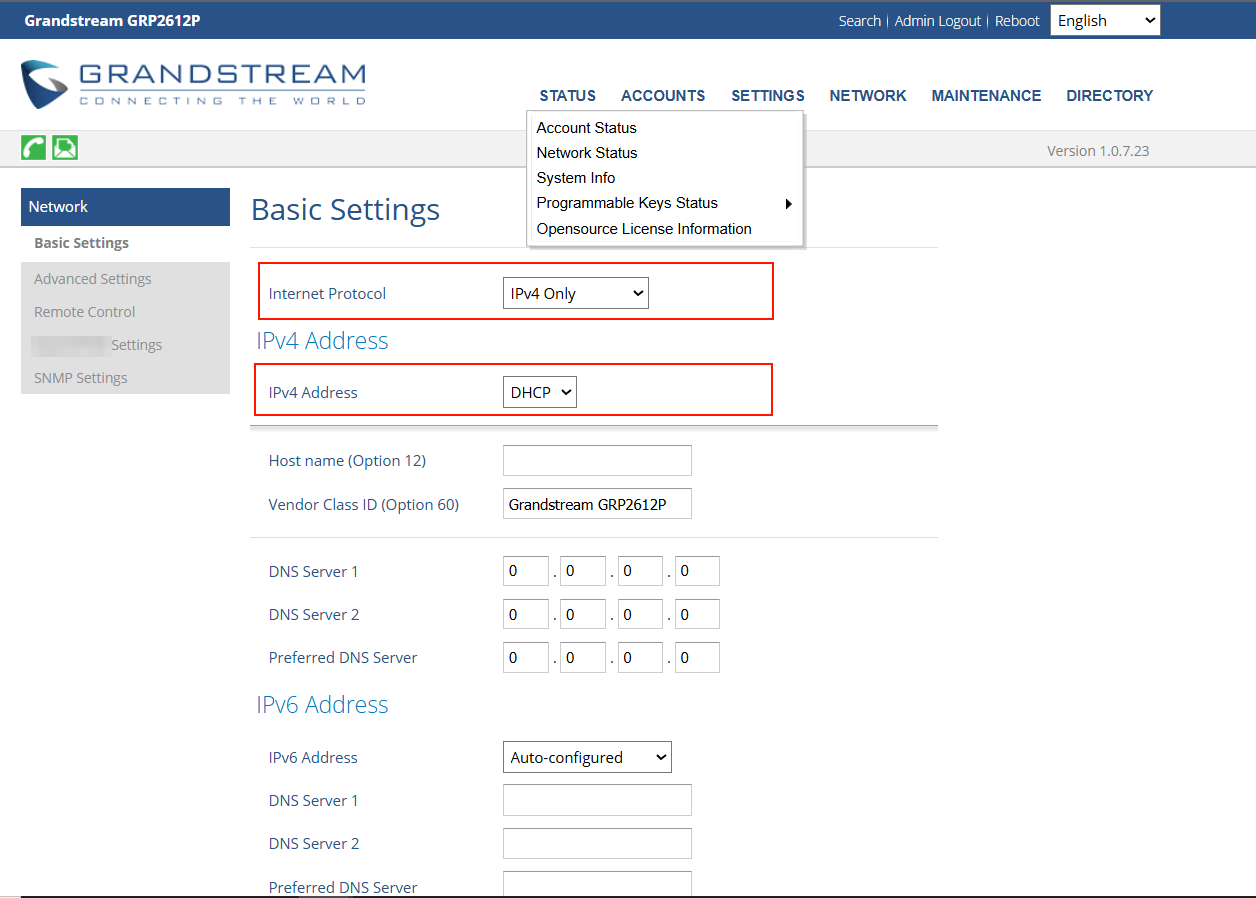 Grandstream GRP2612P
Search | Admin Logout | Reboot English
GRANDSTREAM
CONNECTING THE WORLD
STATUS ACCOUNTS SETTINGS NETWORK MAINTENANCE DIRECTORY
Account Status
Network Status
System Info
Programmable Keys Status
Opensource License Information
Version 1.0.7.23
Network
Basic Settings
Advanced Settings
Remote Control
Settings
SNMP Settings
Basic Settings
Internet Protocol IPv4 Only
IPv4 Address
IPv4 Address DHCP
Host name (Option 12)
Vendor Class ID (Option 60) Grandstream GRP2612P
DNS Server 1 0 . 0 . 0 . 0
DNS Server 2 0 . 0 . 0 . 0
Preferred DNS Server 0 . 0 . 0 . 0
IPv6 Address
IPv6 Address Auto-configured
DNS Server 1
DNS Server 2
Preferred DNS Server